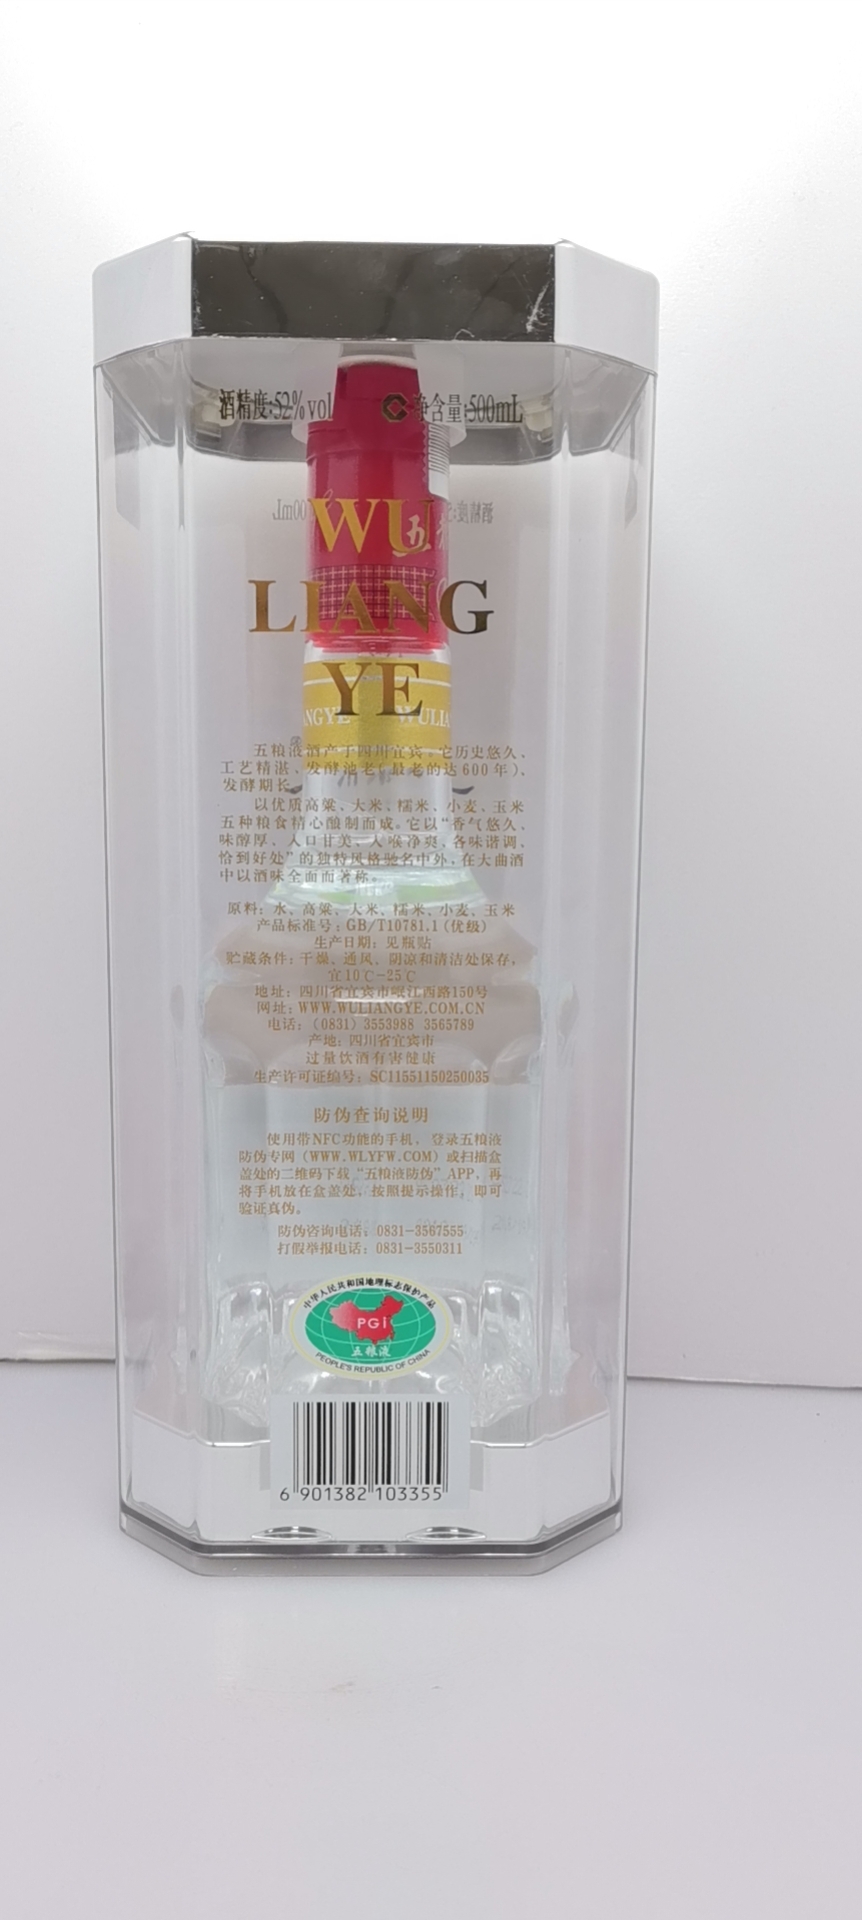 酒精度:52%vol 净含量:500mL
WU
LIANG
YE
五粮液酒产于四川宜宾。它历史悠久、
工艺精湛、发酵池老(最老的达600年)、
发酵期长。
以优质高粱、大米、糯米、小麦、玉米
五种粮食精心酿制而成。它以“香气悠久、
味醇厚、入口甘美、入喉净爽、各味谐调、
恰到好处”的独特风格驰名中外,在大曲酒
中以酒味全面而著称。
原料:水、高粱、大米、糯米、小麦、玉米
产品标准号:GB/T10781.1(优级)
生产日期:见瓶贴
贮藏条件:干燥、通风、阴凉和清洁处保存,
宜10℃-25℃
地址:四川省宜宾市岷江西路150号
网址:WWW.WULIANGYE.COM.CN
电话:(0831) 3553988 3565789
产地:四川省宜宾市
过量饮酒有害健康
生产许可证编号:SC11551150250035
防伪查询说明
使用带NFC功能的手机,登录五粮液
防伪专网(WWW.WLYFW.COM)或扫描盒
盖处的二维码下载“五粮液防伪”APP,再
将手机放在盒盖处,按照提示操作,即可
验证真伪。
防伪咨询电话:0831-3567555
打假举报电话:0831-3550311
中华人民共和国地理标志保护产品
PGI
五粮液
PEOPLE'S REPUBLIC OF CHINA
6 901382 103355